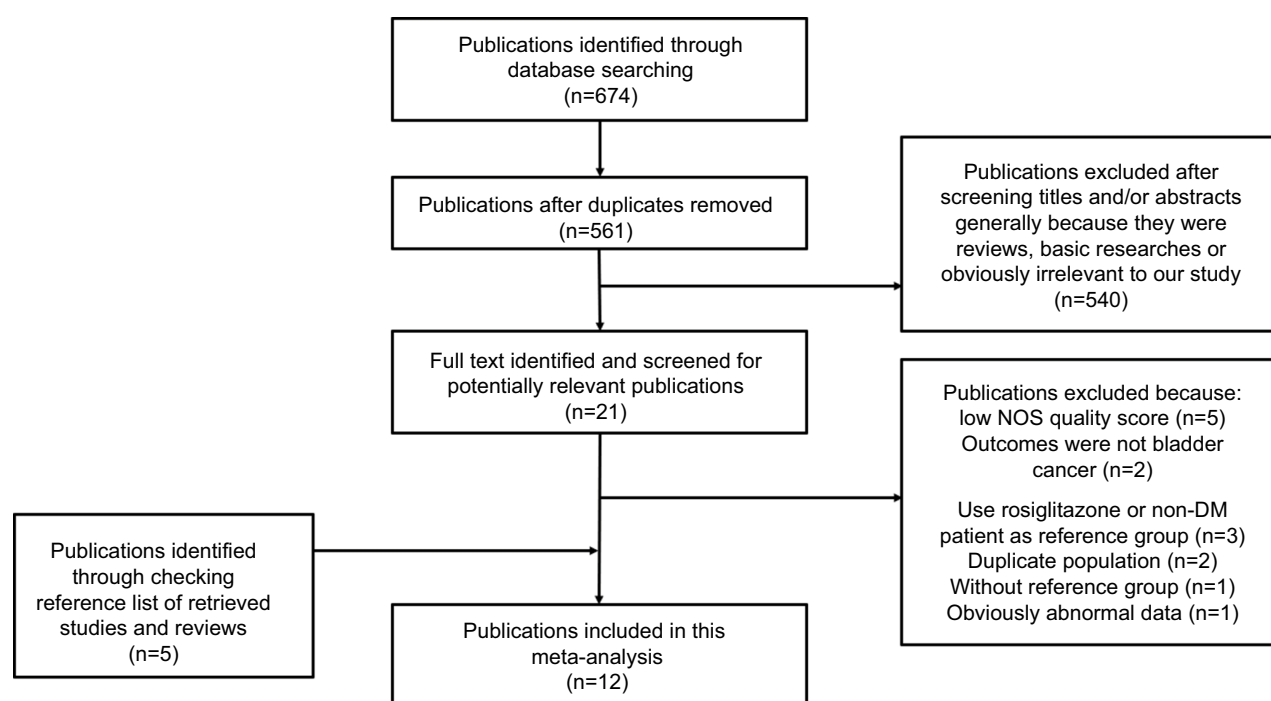 Publications identified through
database searching
(n=674)
Publications after duplicates removed
(n=561)
Publications excluded after
screening titles and/or abstracts
generally because they were
reviews, basic researches or
obviously irrelevant to our study
(n=540)
Full text identified and screened for
potentially relevant publications
(n=21)
Publications excluded because:
low NOS quality score (n=5)
Outcomes were not bladder
cancer (n=2)
Use rosiglitazone or non-DM
patient as reference group (n=3)
Duplicate population (n=2)
Without reference group (n=1)
Obviously abnormal data (n=1)
Publications identified
through checking
reference list of retrieved
studies and reviews
(n=5)
Publications included in this
meta-analysis
(n=12)